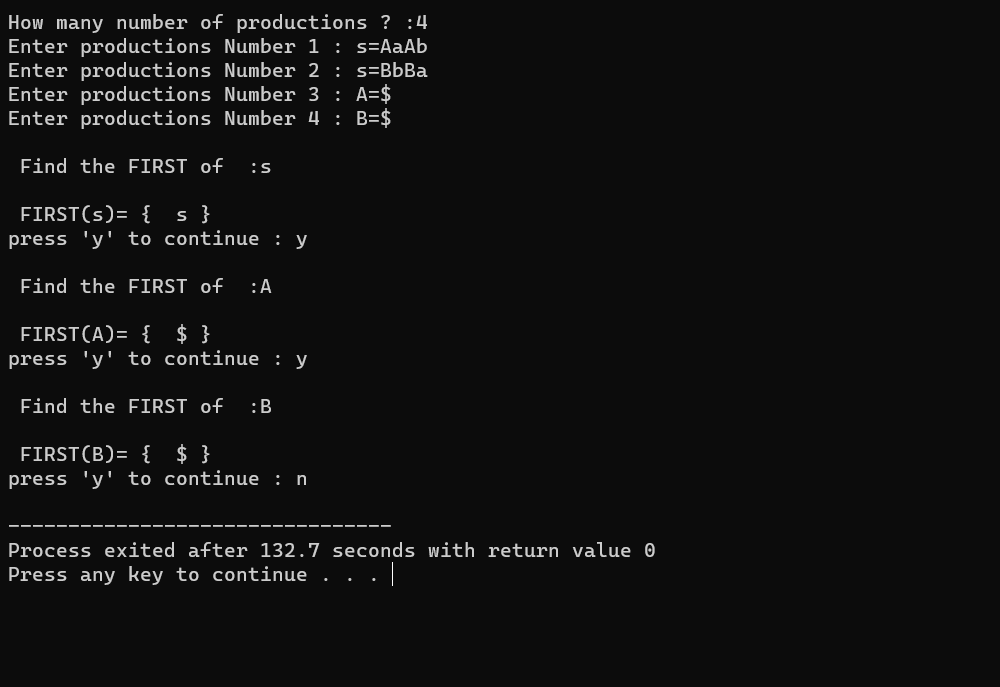 How many number of productions ? :4
Enter productions Number 1 : s=AaAb
Enter productions Number 2 : s=BbBa
Enter productions Number 3 : A=$
Enter productions Number 4 : B=$
Find the FIRST of  :s
FIRST(s)= {  s }
press 'y' to continue : y
Find the FIRST of  :A
FIRST(A)= {  $ }
press 'y' to continue : y
Find the FIRST of  :B
FIRST(B)= {  $ }
press 'y' to continue : n
--------------------------------
Process exited after 132.7 seconds with return value 0
Press any key to continue . . .